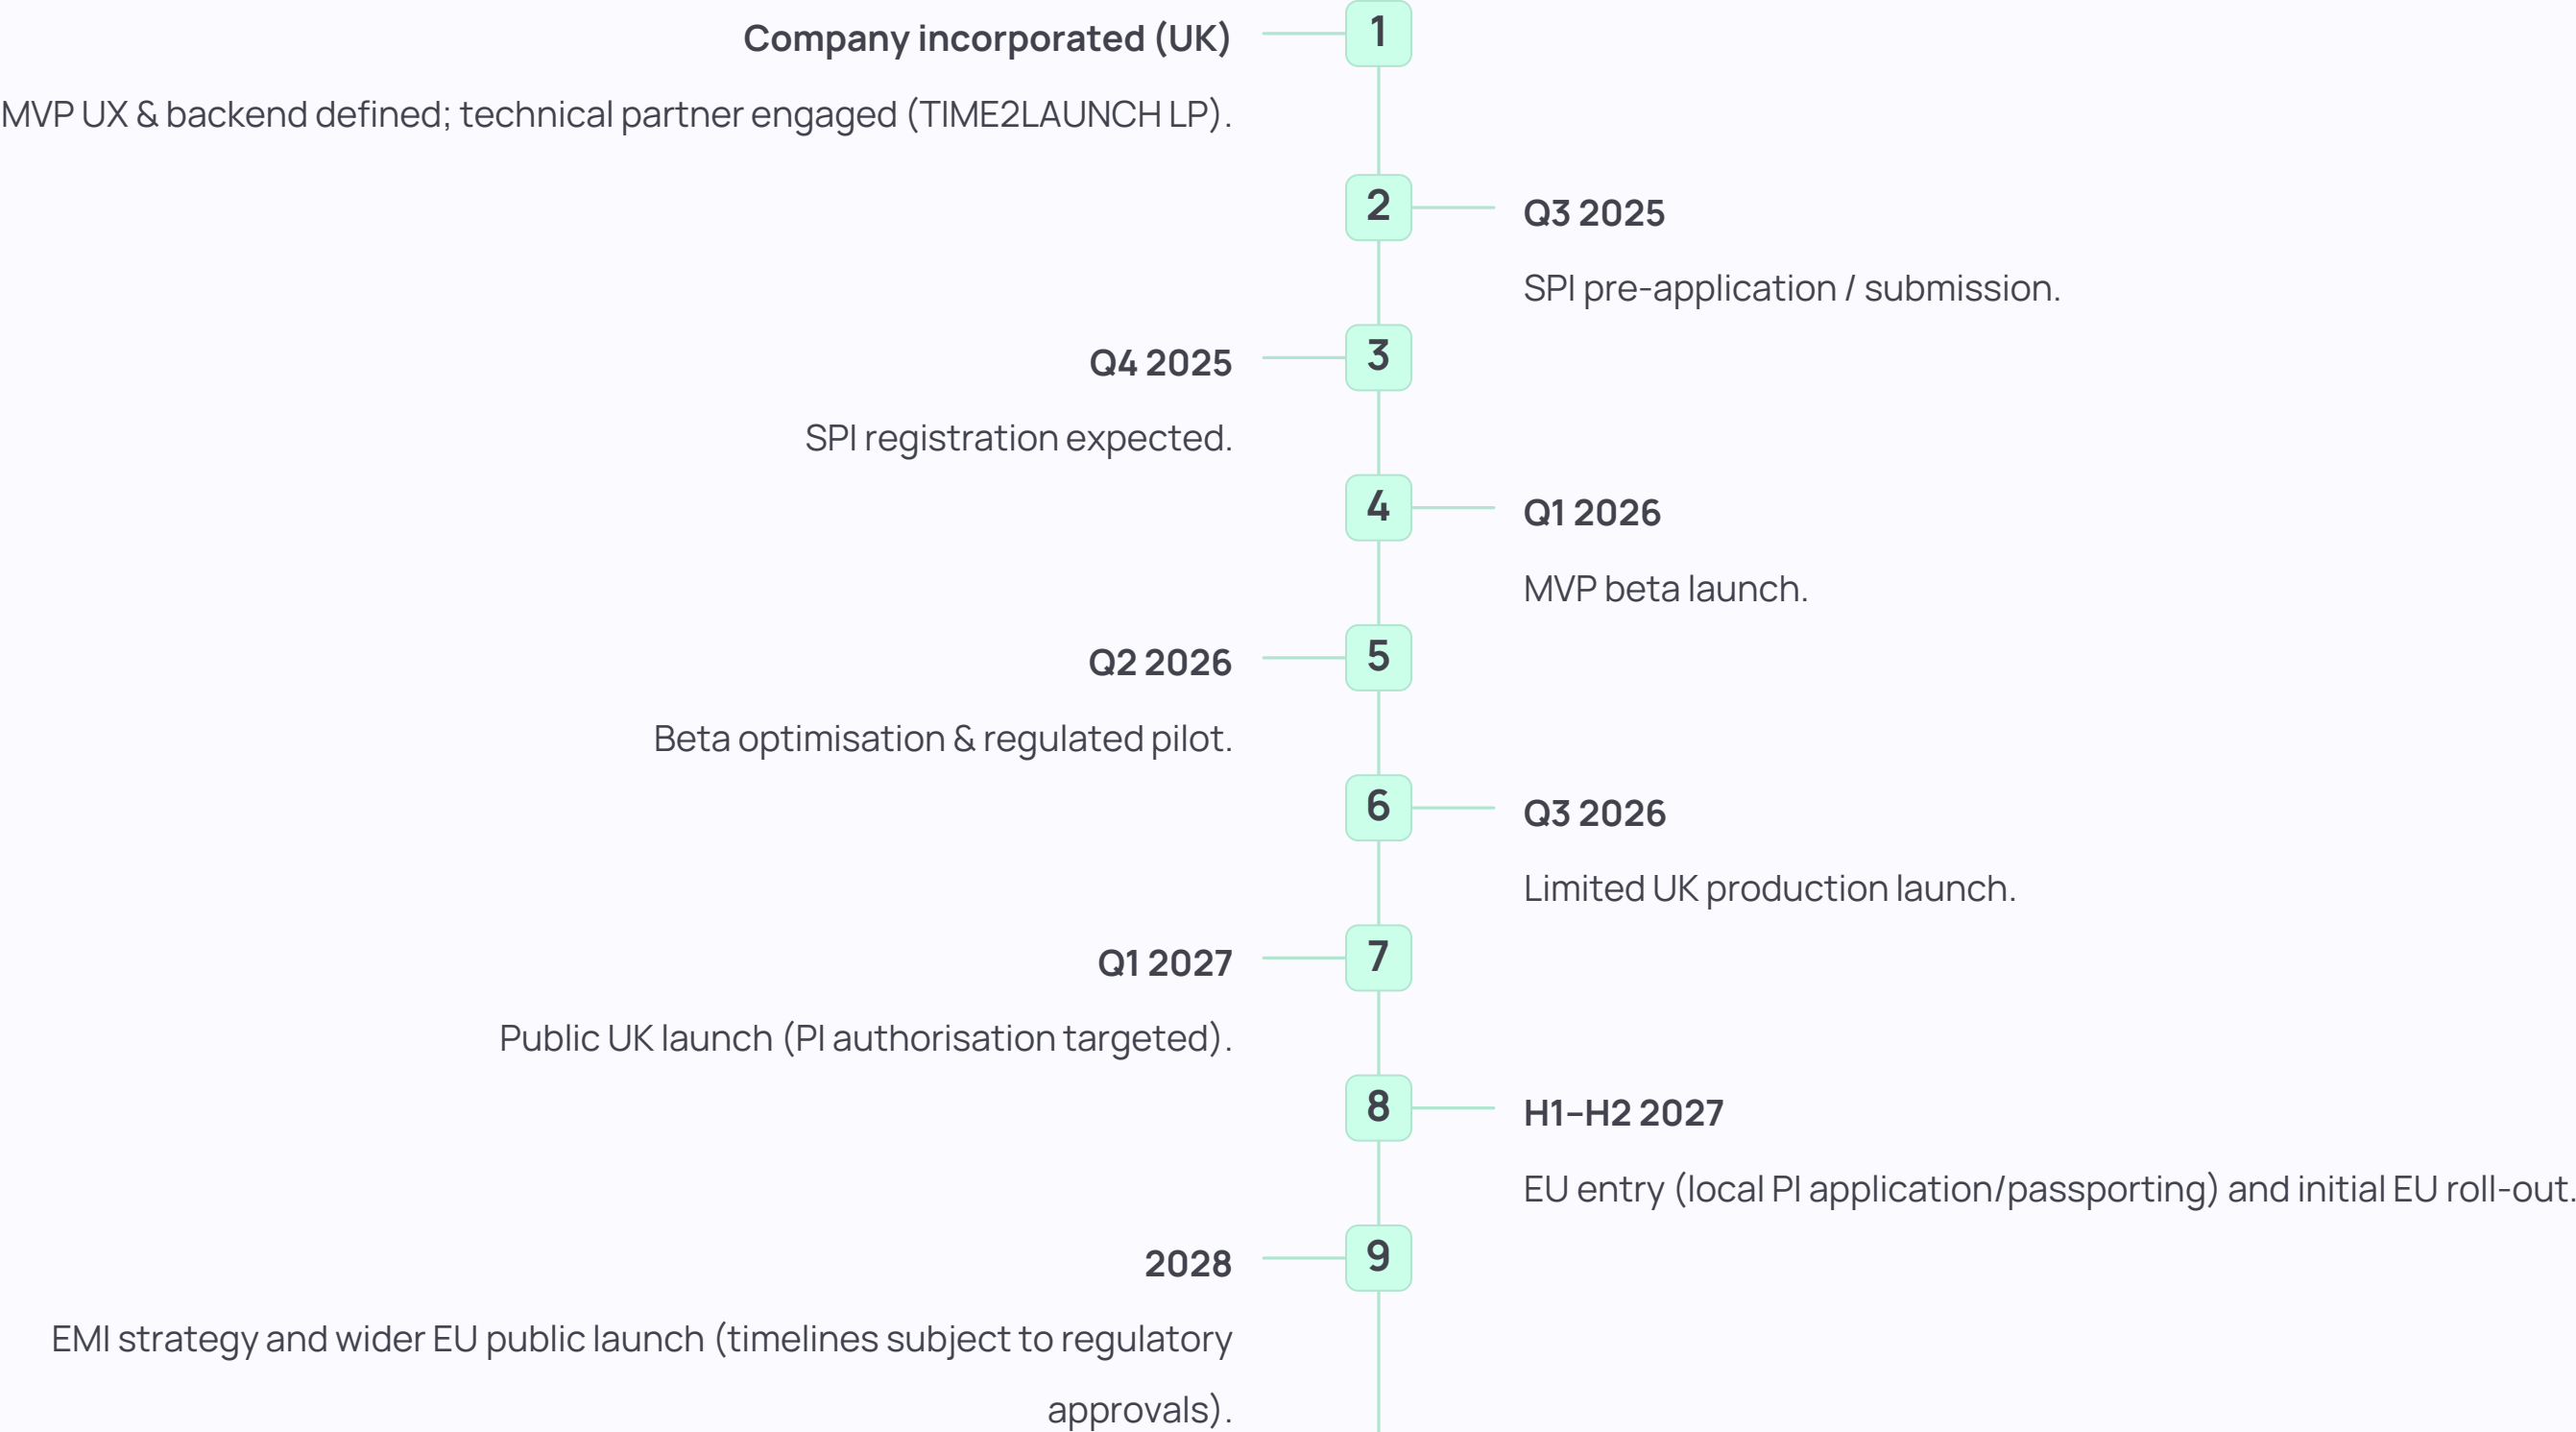 Company incorporated (UK)
1
MVP UX & backend defined; technical partner engaged (TIME2LAUNCH LP).
2
Q3 2025
SPI pre-application / submission.
Q4 2025
3
SPI registration expected.
4
Q1 2026
MVP beta launch.
Q2 2026
5
Beta optimisation & regulated pilot.
6
Q3 2026
Limited UK production launch.
Q1 2027
7
Public UK launch (PI authorisation targeted).
8
H1–H2 2027
EU entry (local PI application/passporting) and initial EU roll-out.
2028
9
EMI strategy and wider EU public launch (timelines subject to regulatory
approvals).